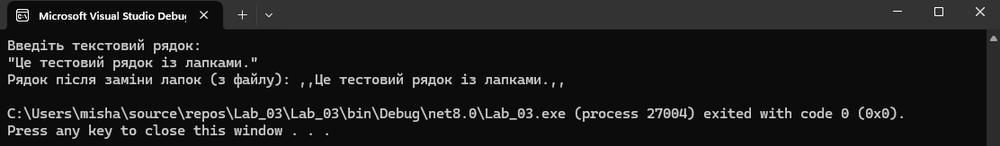 Microsoft Visual Studio Debug
Введіть текстовий рядок:
"Це тестовий рядок із лапками."
Рядок після заміни лапок (з файлу): ,,Це тестовий рядок із лапками.,,
C:\Users\misha\source\repos\Lab_03\Lab_03\bin\Debug\net8.0\Lab_03.exe (process 27004) exited with code 0 (0x0).
Press any key to close this window . . .